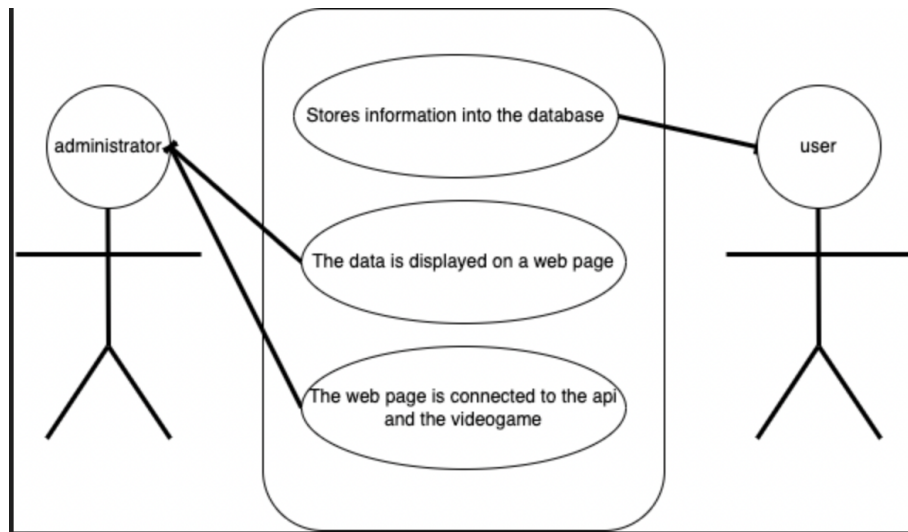 Stores information into the database
administrator
user
The data is displayed on a web page
The web page is connected to the api
and the videogame